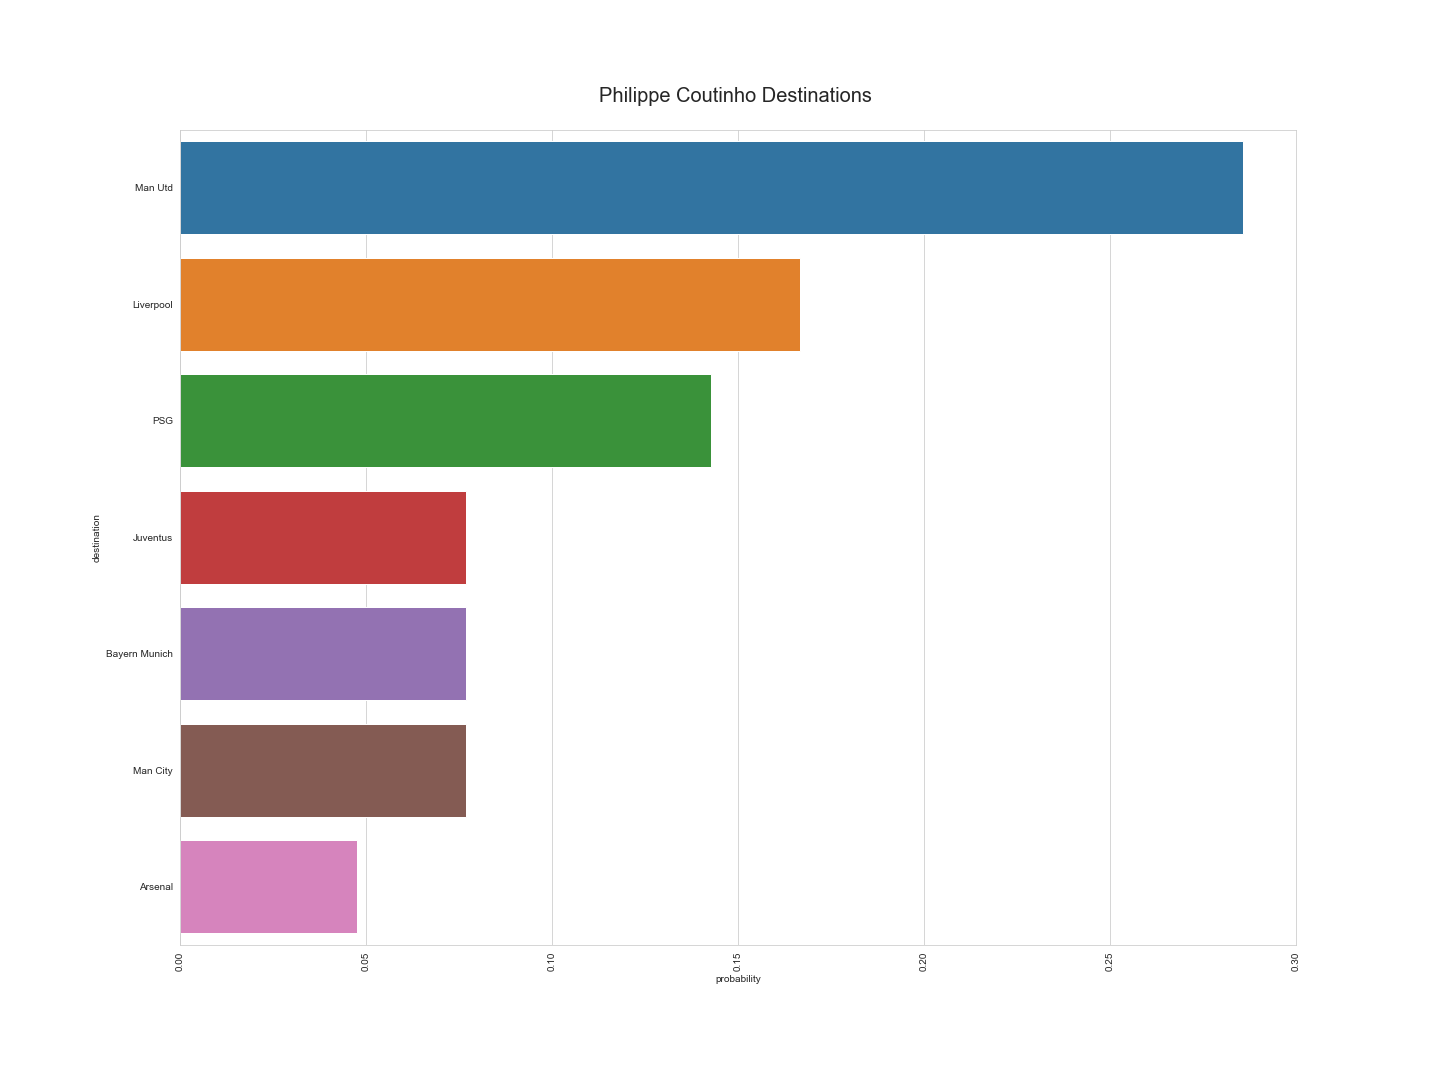 Philippe Coutinho Destinations
destination
Man Utd
Liverpool
PSG
Juventus
Bayern Munich
Man City
Arsenal
0.00
0.05
0.10
0.15
0.20
0.25
0.30
probability